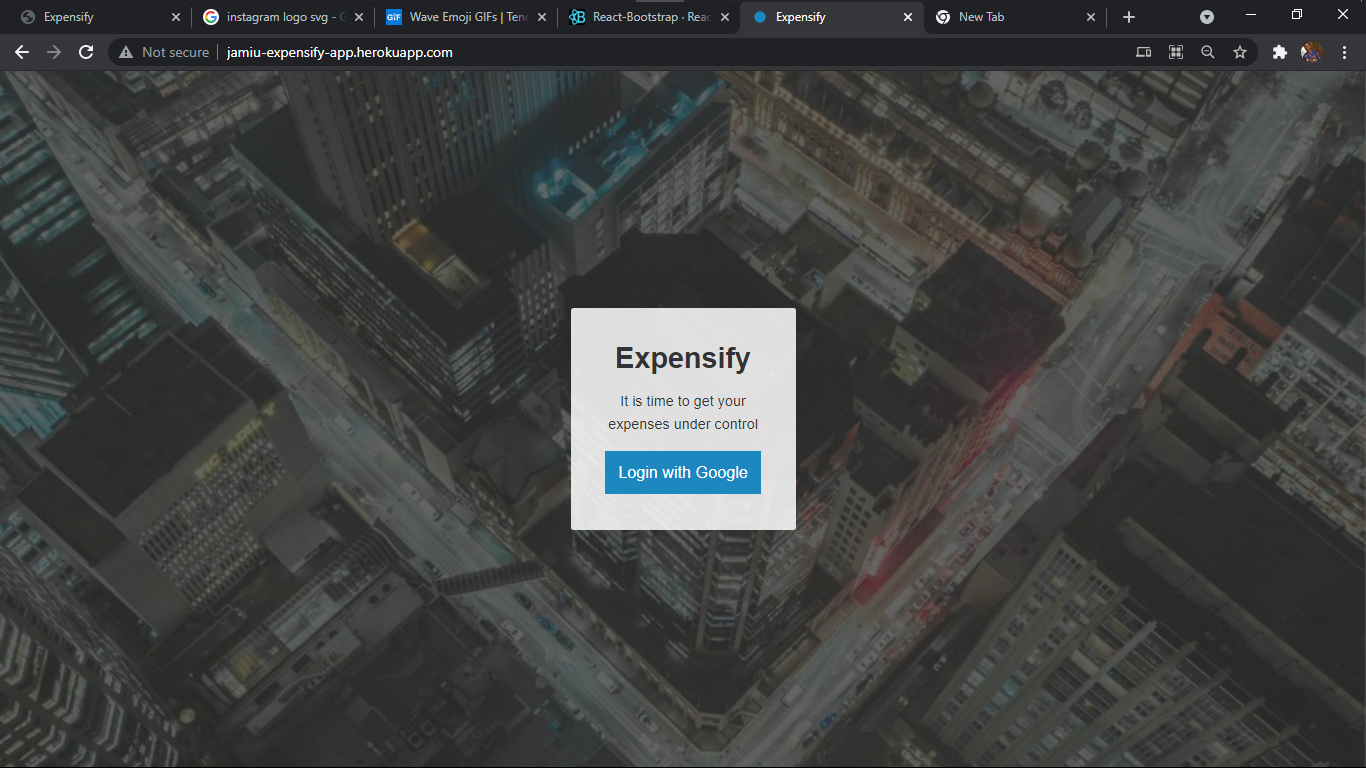 Expensify
instagram logo svg - G
GIF
Wave Emoji GIFs | Ten
React-Bootstrap · Reac
Expensify
New Tab
Not secure
jamiu-expensify-app.herokuapp.com
Expensify
It is time to get your
expenses under control
Login with Google